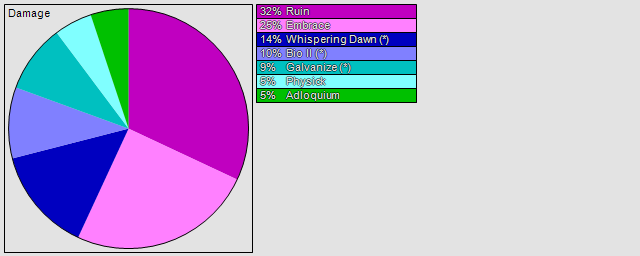 Damage
32% Ruin
25% Embrace
14% Whispering Dawn (*)
10% Bio II (*)
9% Galvanize (*)
5% Physick
5% Adloquium